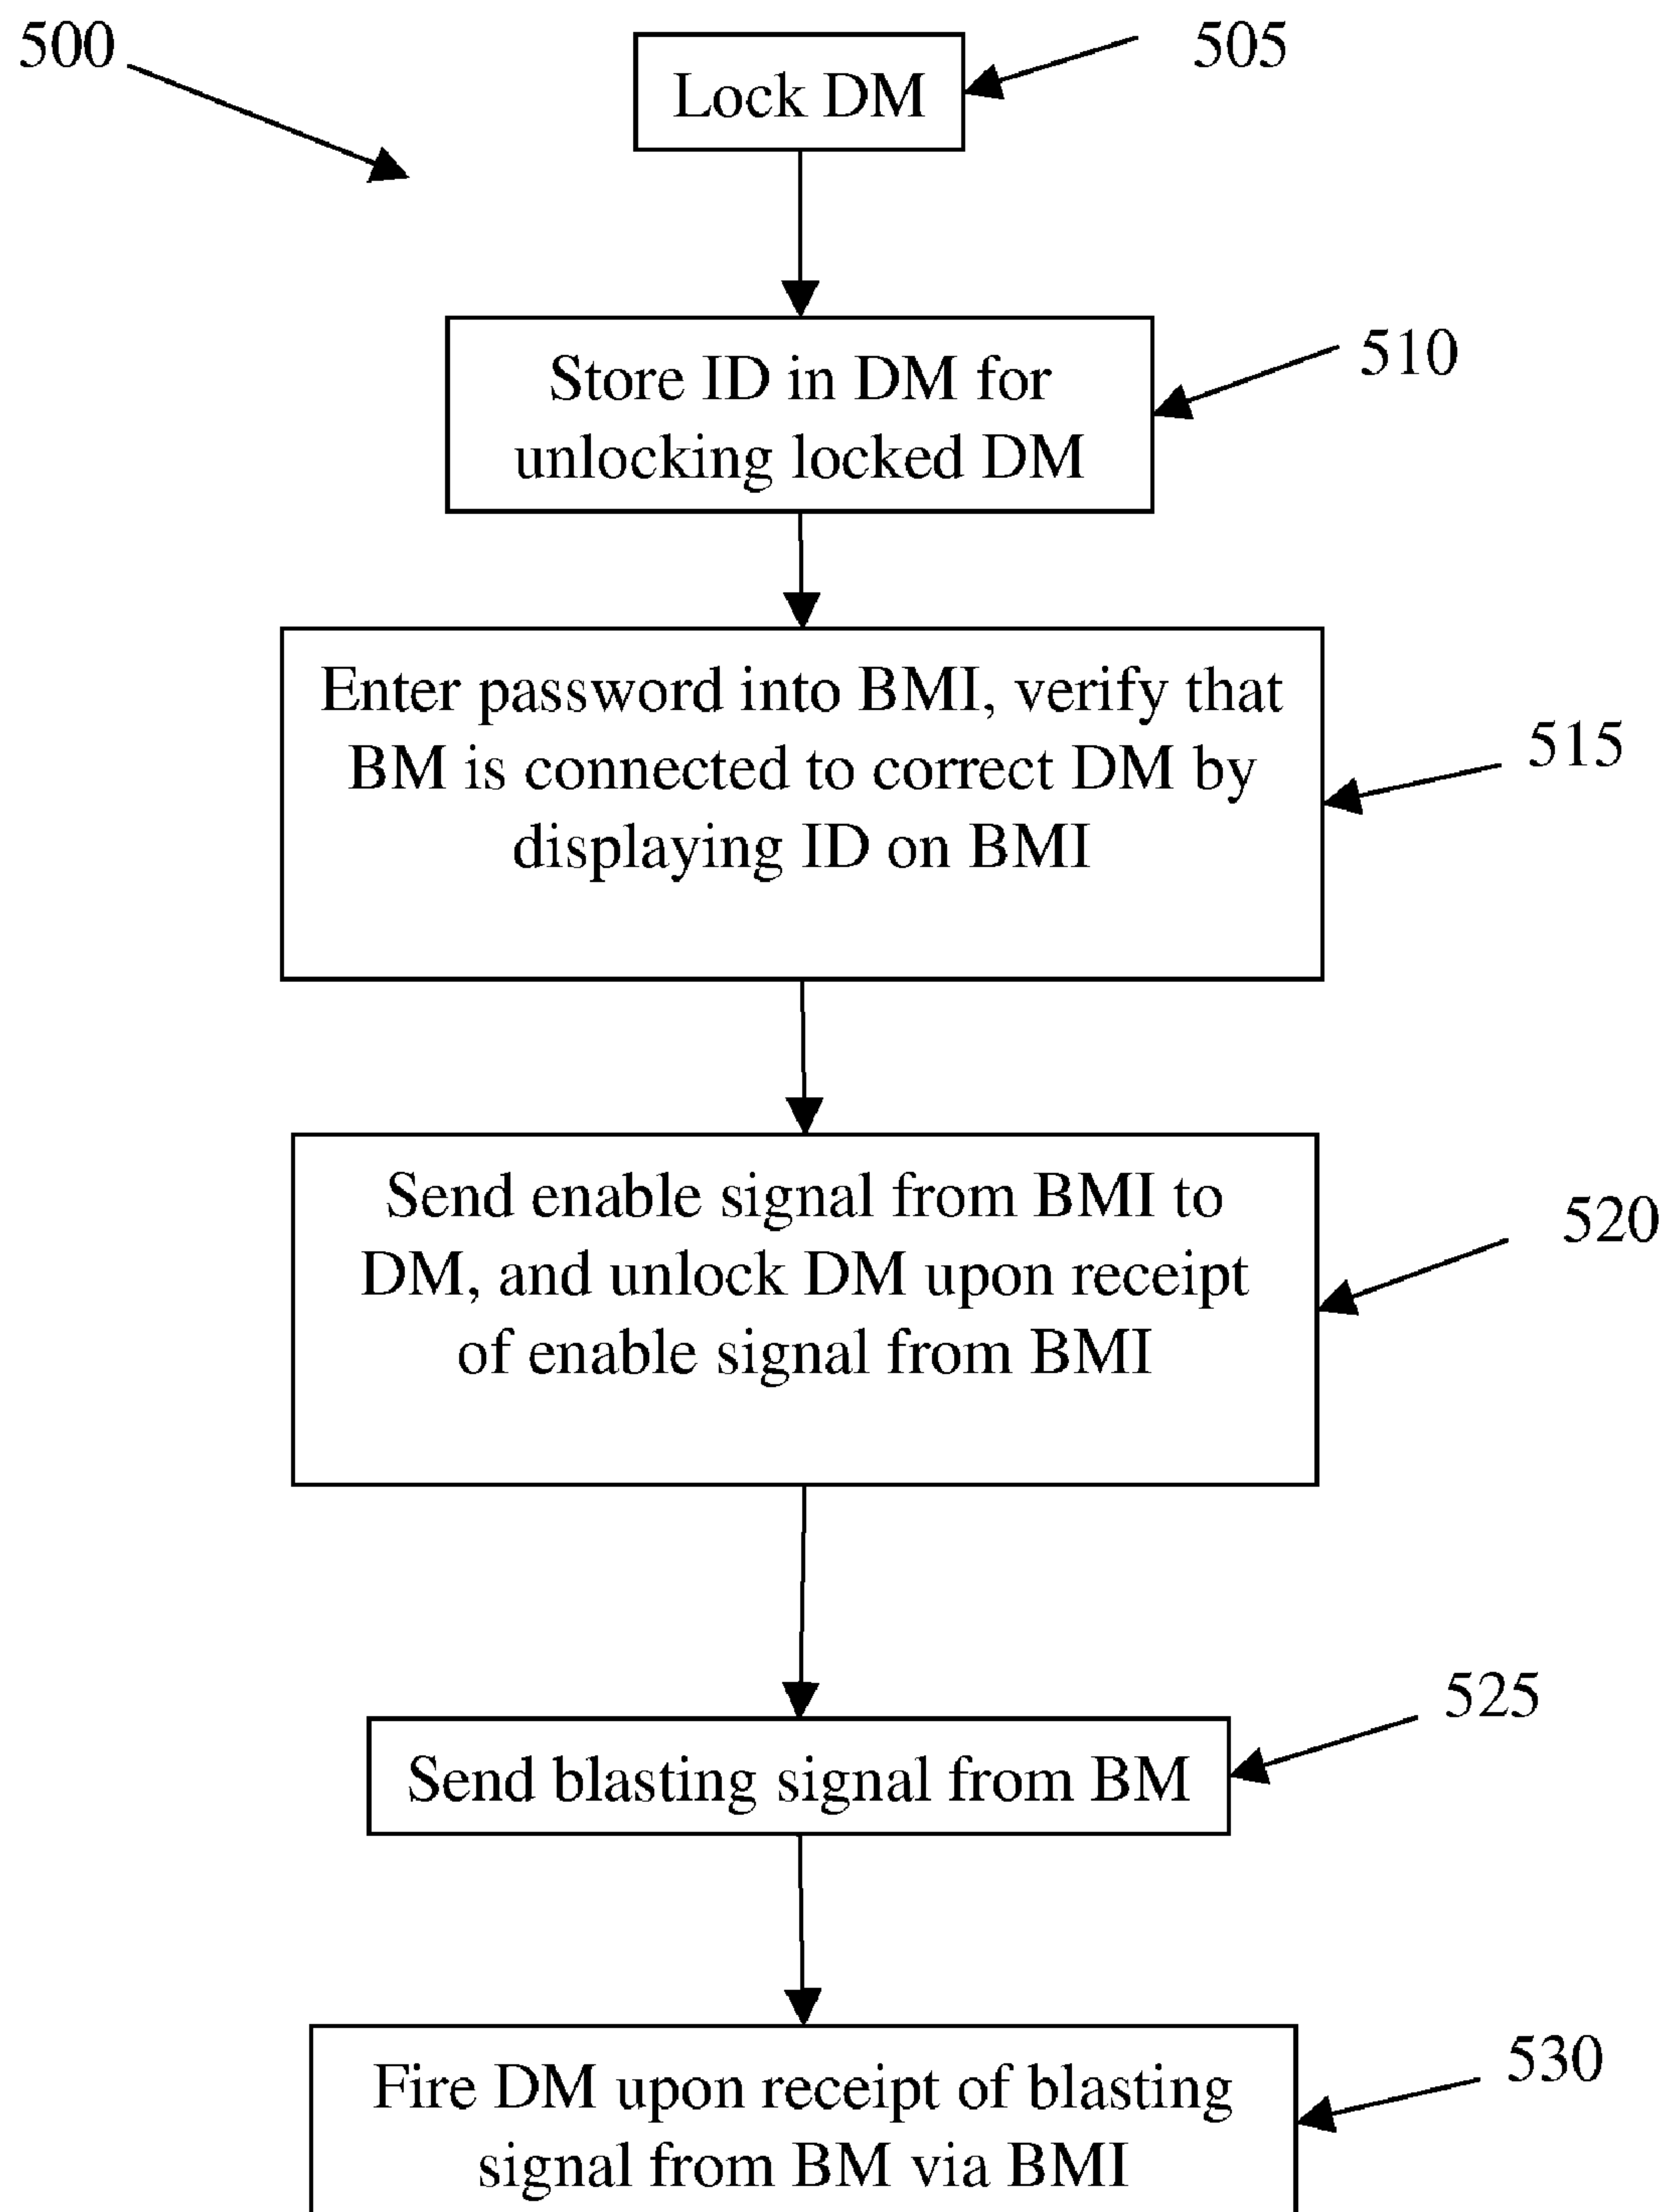 500
505
Lock DM
510
Store ID in DM for
unlocking locked DM
515
Enter password into BMI, verify that
BM is connected to correct DM by
displaying ID on BMI
520
Send enable signal from BMI to
DM, and unlock DM upon receipt
of enable signal from BMI
525
Send blasting signal from BM
530
Fire DM upon receipt of blasting
signal from BM via BMI